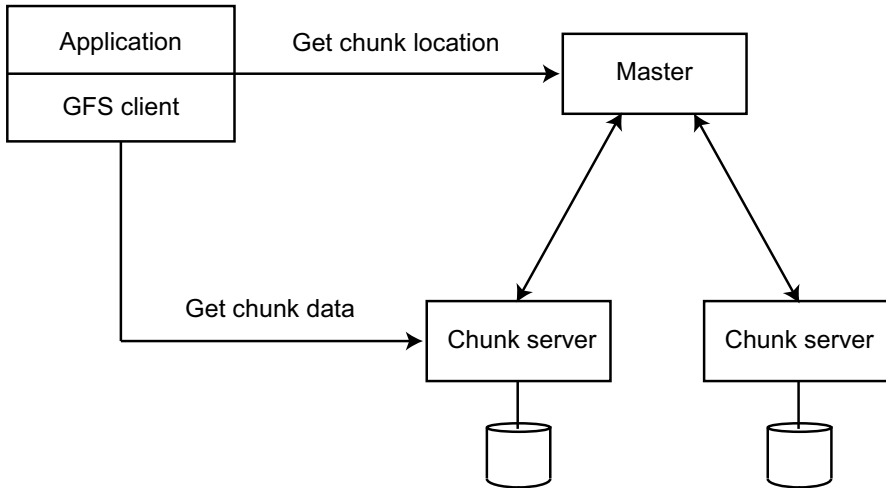 Application
GFS client
Get chunk location
Master
Get chunk data
Chunk server
Chunk server